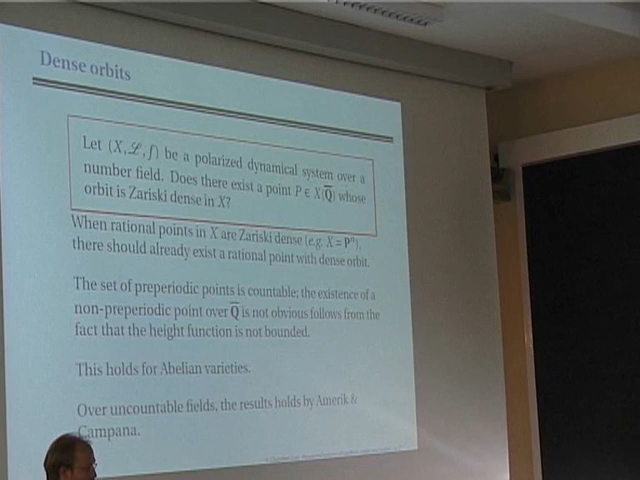 Dense orbits
Let (X, ℒ, f) be a polarized dynamical system over a
number field. Does there exist a point P ∈ X(Q̅) whose
orbit is Zariski dense in X?
When rational points in X are Zariski dense (e.g. X = Pⁿ),
there should already exist a rational point with dense orbit.
The set of preperiodic points is countable; the existence of a
non-preperiodic point over Q̅ is not obvious follows from the
fact that the height function is not bounded.
This holds for Abelian varieties.
Over uncountable fields, the results holds by Amerik &
Campana.